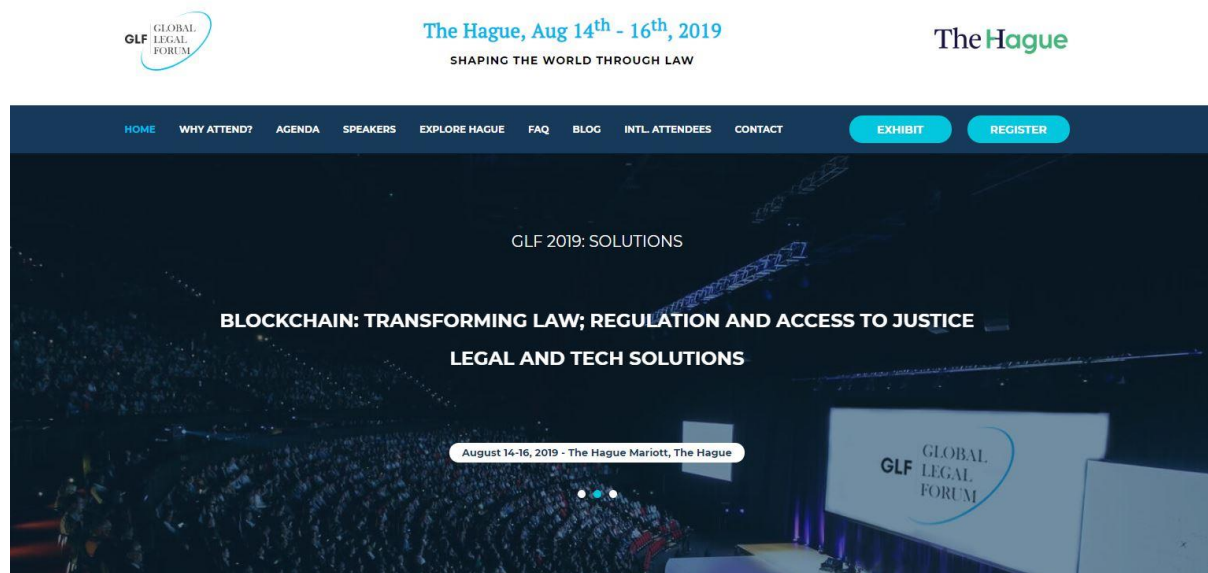 GLF GLOBAL
LEGAL
FORUM
The Hague, Aug 14th - 16th, 2019
SHAPING THE WORLD THROUGH LAW
The Hague
HOME WHY ATTEND? AGENDA SPEAKERS EXPLORE HAGUE FAQ BLOG INTL. ATTENDEES CONTACT EXHIBIT REGISTER
GLF 2019: SOLUTIONS
BLOCKCHAIN: TRANSFORMING LAW; REGULATION AND ACCESS TO JUSTICE
LEGAL AND TECH SOLUTIONS
August 14-16, 2019 - The Hague Mariott, The Hague
GLF GLOBAL
LEGAL
FORUM